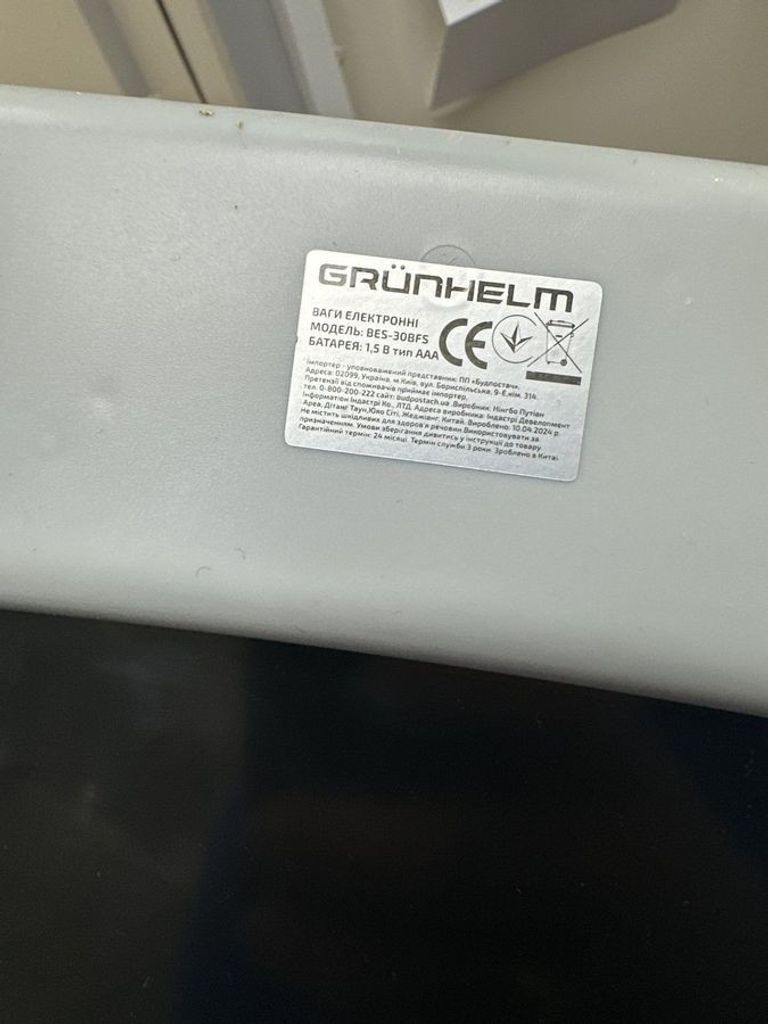 GRÜNHELM
ВАГИ ЕЛЕКТРОННІ
МОДЕЛЬ: BES-30BFS
БАТАРЕЯ: 1,5 В тип ААА
CE
Імпортер - уповноважений представник: ПП «Будпостач».
Адреса: 02099, Україна, м.Київ, вул. Бориспільська, 9-Е,кім. 314.
Претензії від споживачів приймає імпортер.
тел. 0-800-200-222 сайт: budpostach.ua .Виробник: Нінгбо Путіан
Інформатіон Індастрі Ко., ЛТД. Адреса виробника: Індастрі Девелопмент
Ареа, Дітанг Таун,Юяо Сіті, Жеджіанг, Китай. Вироблено: 10.04.2024 р.
Не містить шкідливих для здоров'я речовин.Використовувати за
призначенням. Умови зберігання дивитись у інструкції до товару.
Гарантійний термін: 24 місяці. Термін служби:3 роки. Зроблено в Китаї.